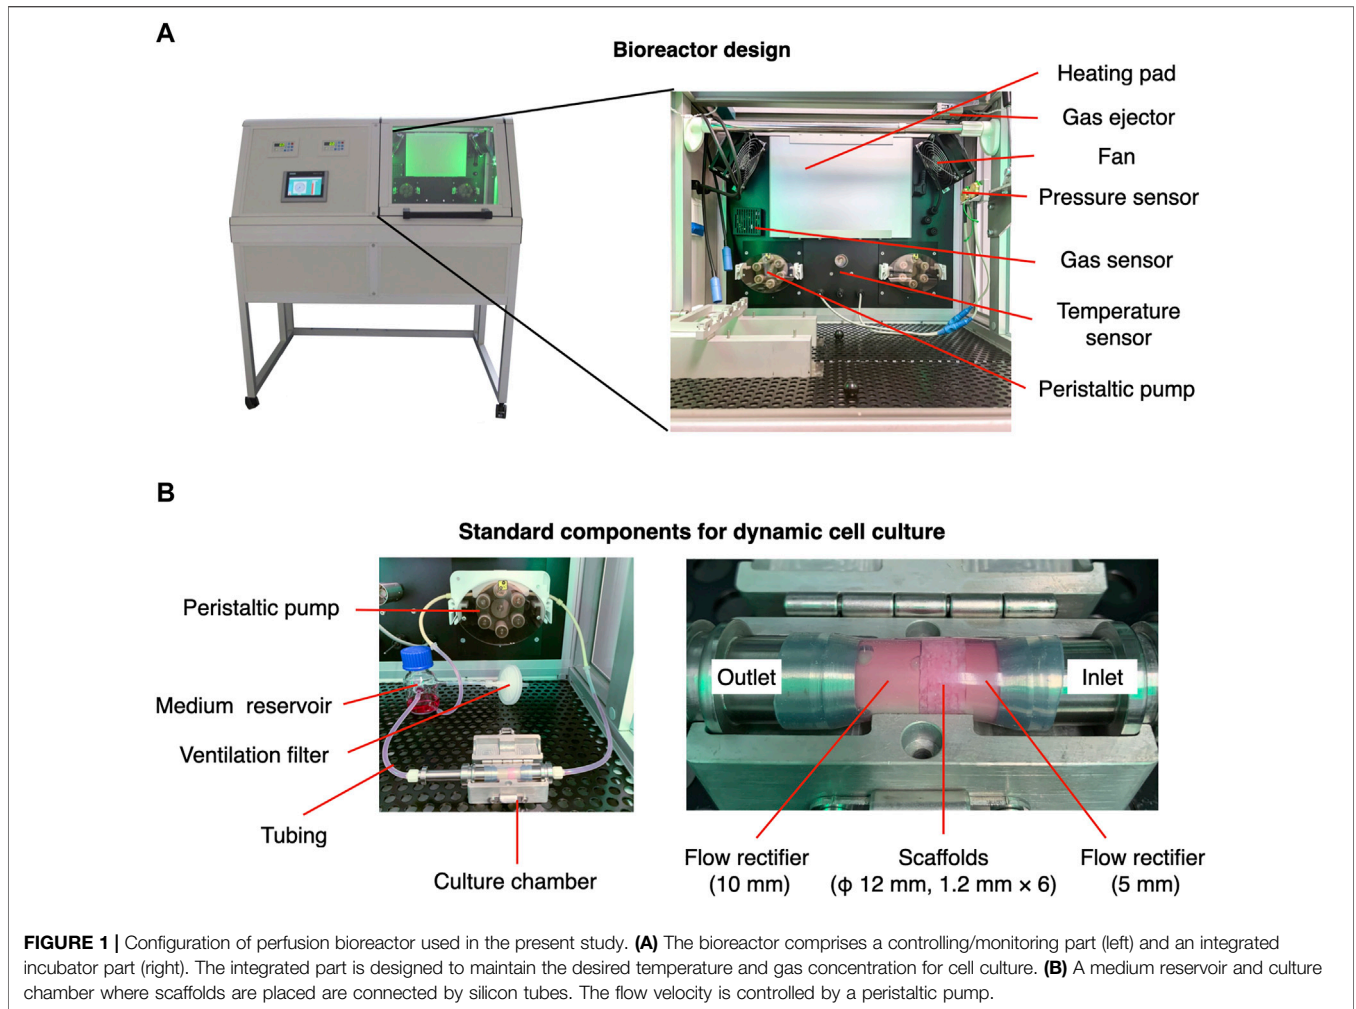 A
Bioreactor design
Heating pad
Gas ejector
Fan
Pressure sensor
Gas sensor
Temperature
sensor
Peristaltic pump
B
Standard components for dynamic cell culture
Peristaltic pump
Medium reservoir
Ventilation filter
Tubing
Culture chamber
Outlet
Inlet
Flow rectifier
(10 mm)
Scaffolds
(ϕ 12 mm, 1.2 mm × 6)
Flow rectifier
(5 mm)
FIGURE 1 | Configuration of perfusion bioreactor used in the present study. (A) The bioreactor comprises a controlling/monitoring part (left) and an integrated
incubator part (right). The integrated part is designed to maintain the desired temperature and gas concentration for cell culture. (B) A medium reservoir and culture
chamber where scaffolds are placed are connected by silicon tubes. The flow velocity is controlled by a peristaltic pump.